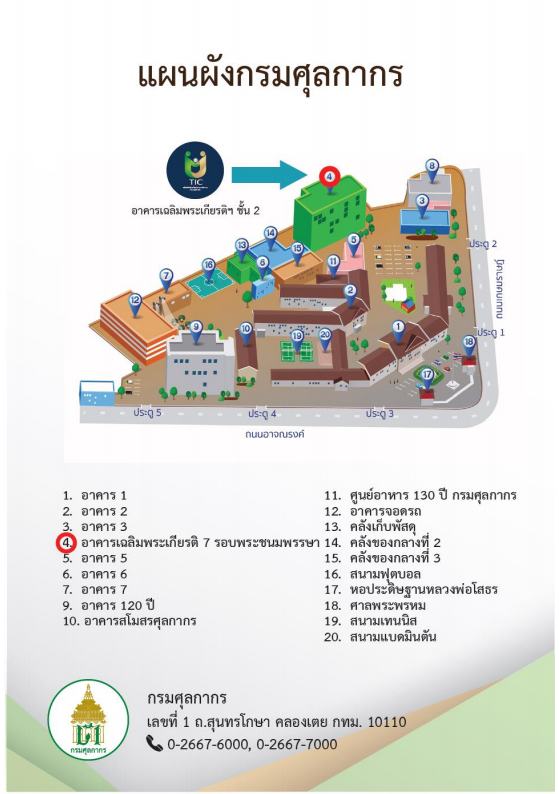 แผนผังกรมศุลกากร
TIC
อาคารเฉลิมพระเกียรติฯ ชั้น 2
4
8
3
5
14
13
15
6
11
16
7
2
12
9
10
19
20
1
18
17
ประตู 2
ประตู 1
ประตู 5
ประตู 4
ประตู 3
ถนนอาจณรงค์
1. อาคาร 1
2. อาคาร 2
3. อาคาร 3
4. อาคารเฉลิมพระเกียรติ 7 รอบพระชนมพรรษา
5. อาคาร 5
6. อาคาร 6
7. อาคาร 7
9. อาคาร 120 ปี
10. อาคารสโมสรศุลกากร
11. ศูนย์อาหาร 130 ปี กรมศุลกากร
12. อาคารจอดรถ
13. คลังเก็บพัสดุ
14. คลังของกลางที่ 2
15. คลังของกลางที่ 3
16. สนามฟุตบอล
17. หอประดิษฐานหลวงพ่อโสธร
18. ศาลพระพรหม
19. สนามเทนนิส
20. สนามแบดมินตัน
กรมศุลกากร
กรมศุลกากร
เลขที่ 1 ถ.สุนทรโกษา คลองเตย กทม. 10110
0-2667-6000, 0-2667-7000